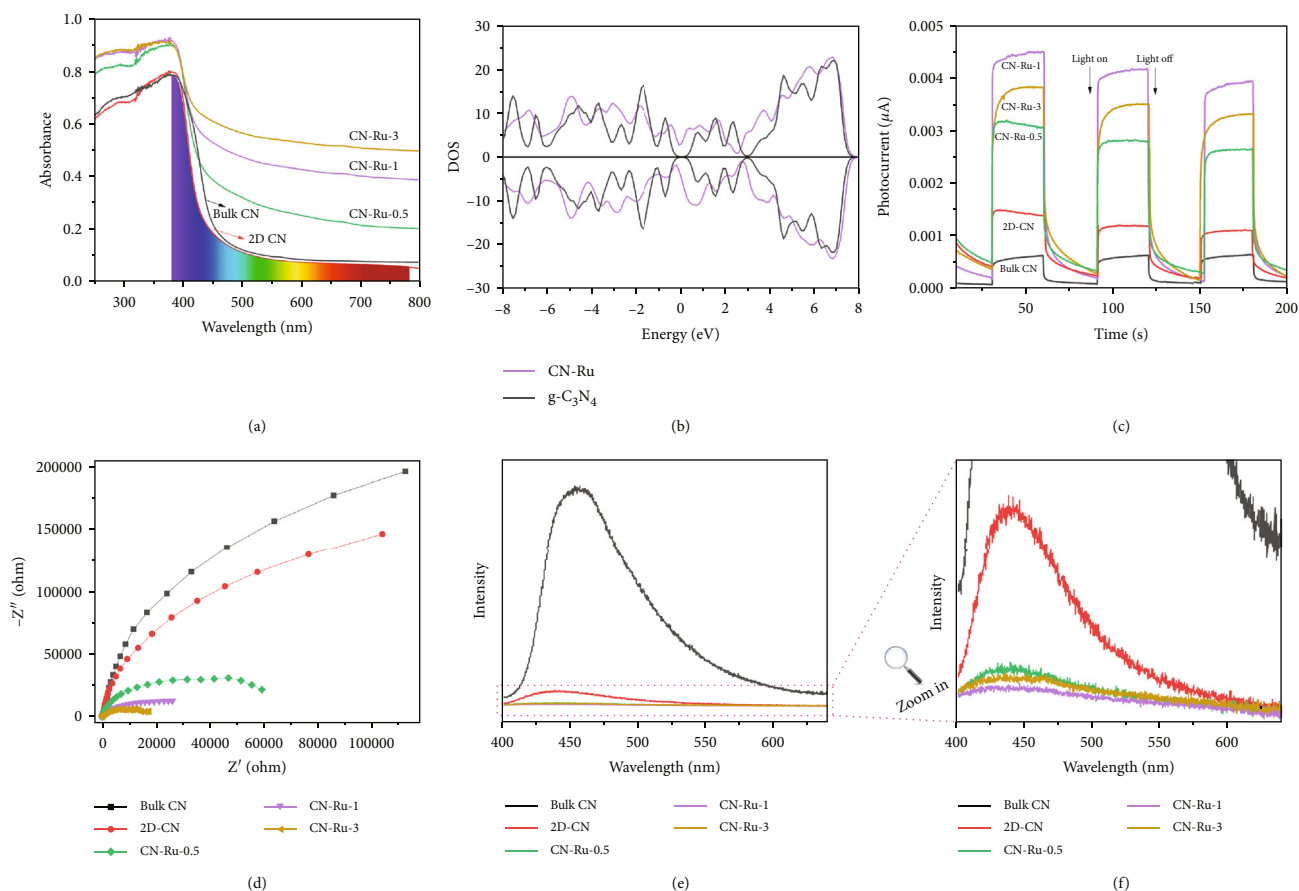 1.0
0.8
0.6
0.4
0.2
0.0
Absorbance
CN-Ru-3
CN-Ru-1
CN-Ru-0.5
Bulk CN
2D CN
300 400 500 600 700 800
Wavelength (nm)
(a)
30
20
10
0
10
–20
–30
DOS
–8 –6 –4 –2 0 2 4 6 8
Energy (eV)
CN-Ru
g-C₃N₄
(b)
0.005
0.004
0.003
0.002
0.001
0.000
Photocurrent (μA)
CN-Ru-1
CN-Ru-3
CN-Ru-0.5
2D-CN
Bulk CN
Light on
Light off
50 100 150 200
Time (s)
(c)
200000
150000
100000
50000
0
–Z″ (ohm)
0 20000 40000 60000 80000 100000
Z′ (ohm)
Bulk CN
2D-CN
CN-Ru-0.5
CN-Ru-1
CN-Ru-3
(d)
Intensity
400 450 500 550 600
Wavelength (nm)
Bulk CN
2D-CN
CN-Ru-0.5
CN-Ru-1
CN-Ru-3
(e)
Zoom in
Intensity
400 450 500 550 600
Wavelength (nm)
Bulk CN
2D-CN
CN-Ru-0.5
CN-Ru-1
CN-Ru-3
(f)